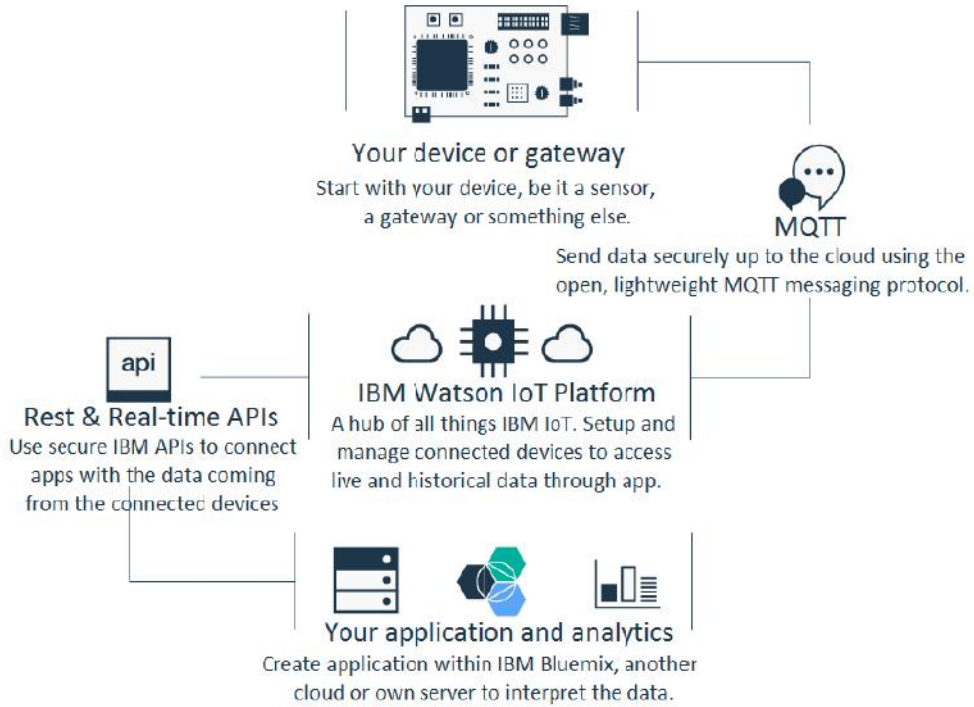 Your device or gateway
Start with your device, be it a sensor,
a gateway or something else.
MQTT
Send data securely up to the cloud using the
open, lightweight MQTT messaging protocol.
IBM Watson IoT Platform
A hub of all things IBM IoT. Setup and
manage connected devices to access
live and historical data through app.
api
Rest & Real-time APIs
Use secure IBM APIs to connect
apps with the data coming
from the connected devices
Your application and analytics
Create application within IBM Bluemix, another
cloud or own server to interpret the data.